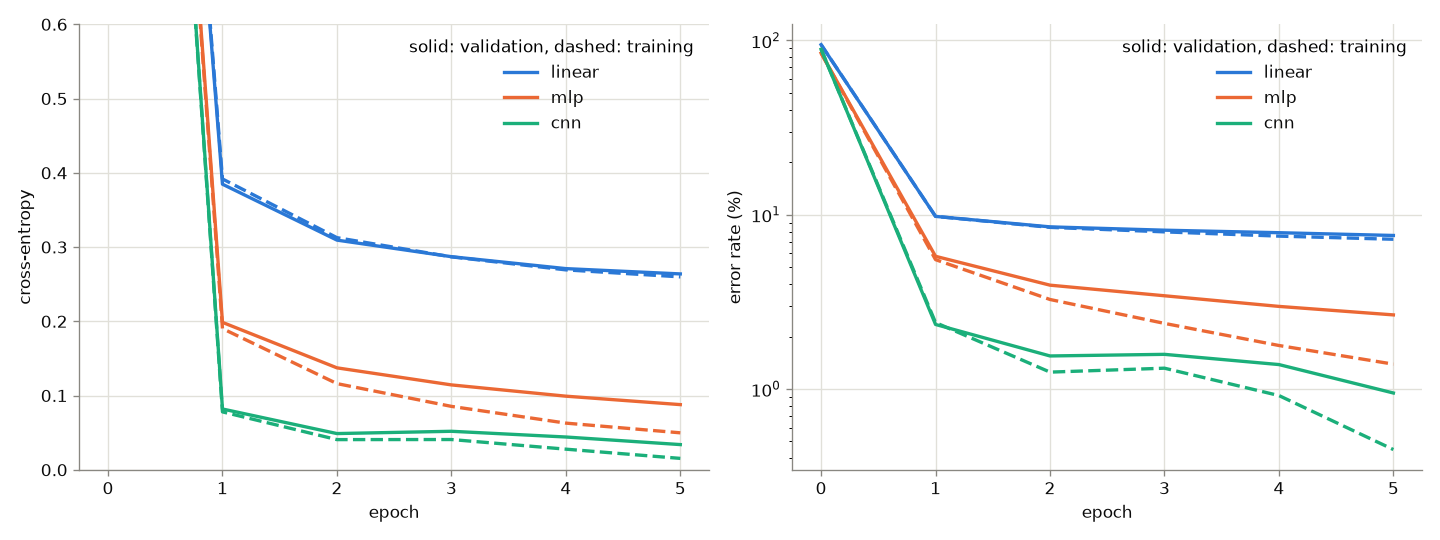 0.6
0.5
0.4
0.3
0.2
0.1
0.0
cross-entropy
0 1 2 3 4 5
epoch
solid: validation, dashed: training
linear
mlp
cnn
10²
10¹
10⁰
error rate (%)
0 1 2 3 4 5
epoch
solid: validation, dashed: training
linear
mlp
cnn